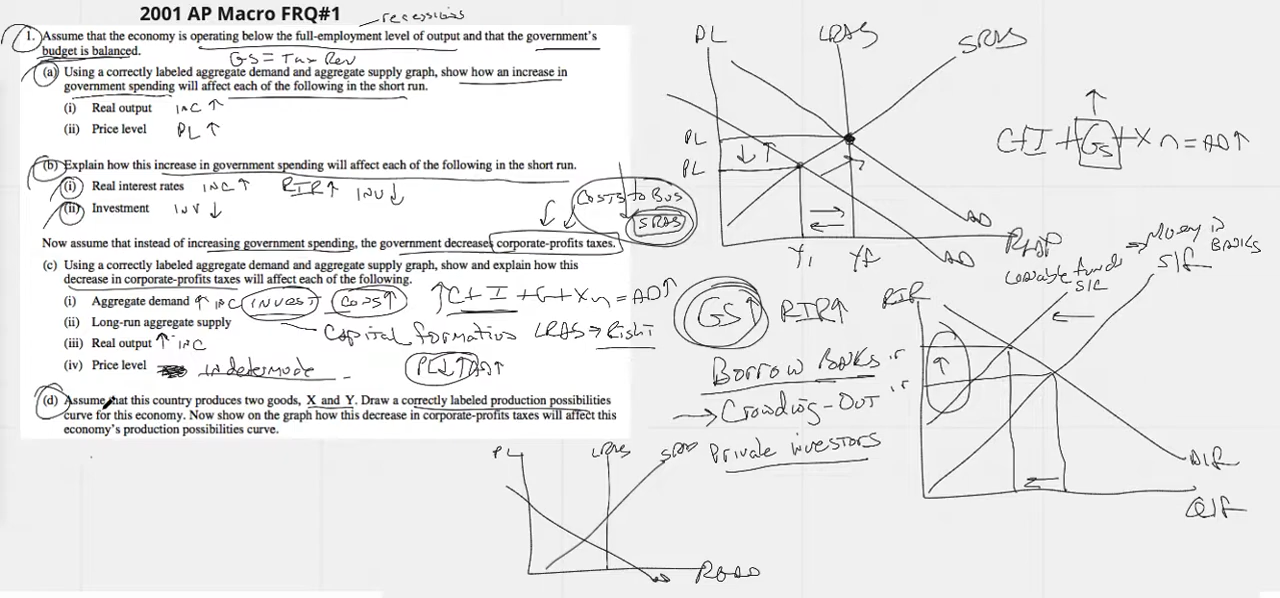 2001 AP Macro FRQ#1
recessions
1. Assume that the economy is operating below the full-employment level of output and that the government's
budget is balanced.
GS = Tax Rev
(a) Using a correctly labeled aggregate demand and aggregate supply graph, show how an increase in
government spending will affect each of the following in the short run.
(i) Real output INC ↑
(ii) Price level PL ↑
(b) Explain how this increase in government spending will affect each of the following in the short run.
(i) Real interest rates INC ↑ RIR ↑ INV ↓
(ii) Investment INV ↓
Costs to Bus
SRAS
Now assume that instead of increasing government spending, the government decreases corporate-profits taxes.
(c) Using a correctly labeled aggregate demand and aggregate supply graph, show and explain how this
decrease in corporate-profits taxes will affect each of the following.
(i) Aggregate demand ↑ INC INVEST CONS ↑ ↑ C + I + G + Xn = AD ↑
(ii) Long-run aggregate supply Capital formation LRAS ⇒ Right
(iii) Real output ↑ INC
(iv) Price level indeterminate PL ↓ ↑ AD ↑
(d) Assume that this country produces two goods, X and Y. Draw a correctly labeled production possibilities
curve for this economy. Now show on the graph how this decrease in corporate-profits taxes will affect this
economy's production possibilities curve.
PL LRAS SRAS
PL
PL
↓ ↑
AD
AD
Y1 Yf
RGDP
↑
C + I + GS + Xn = AD ↑
GS ↑ RIR ↑
Borrow Banks ir
→ Crowding-Out ir
Private investors
⇒ Money in
BANKS
Loanable funds
SLF
SLF
RIR
↑
DLF
QLF
PL LRAS SRAS
AD
RGDP